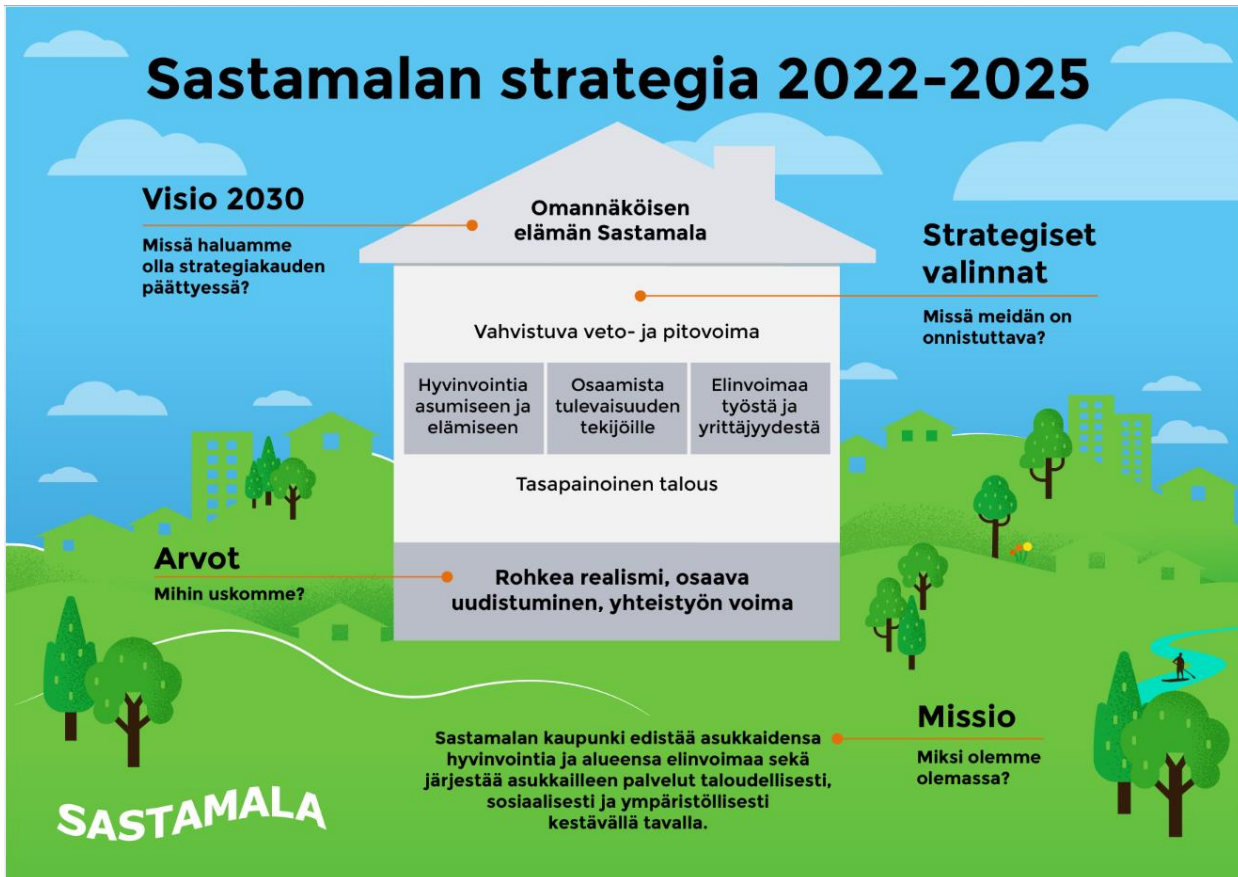 Sastamalan strategia 2022-2025
Visio 2030
Missä haluamme
olla strategiakauden
päättyessä?
Omannäköisen
elämän Sastamala
Strategiset
valinnat
Missä meidän on
onnistuttava?
Vahvistuva veto- ja pitovoima
Hyvinvointia
asumiseen ja
elämiseen
Osaamista
tulevaisuuden
tekijöille
Elinvoimaa
työstä ja
yrittäjyydestä
Tasapainoinen talous
Arvot
Mihin uskomme?
Rohkea realismi, osaava
uudistuminen, yhteistyön voima
Missio
Miksi olemme
olemassa?
Sastamalan kaupunki edistää asukkaidensa
hyvinvointia ja alueensa elinvoimaa sekä
järjestää asukkailleen palvelut taloudellisesti,
sosiaalisesti ja ympäristöllisesti
kestävällä tavalla.
SASTAMALA